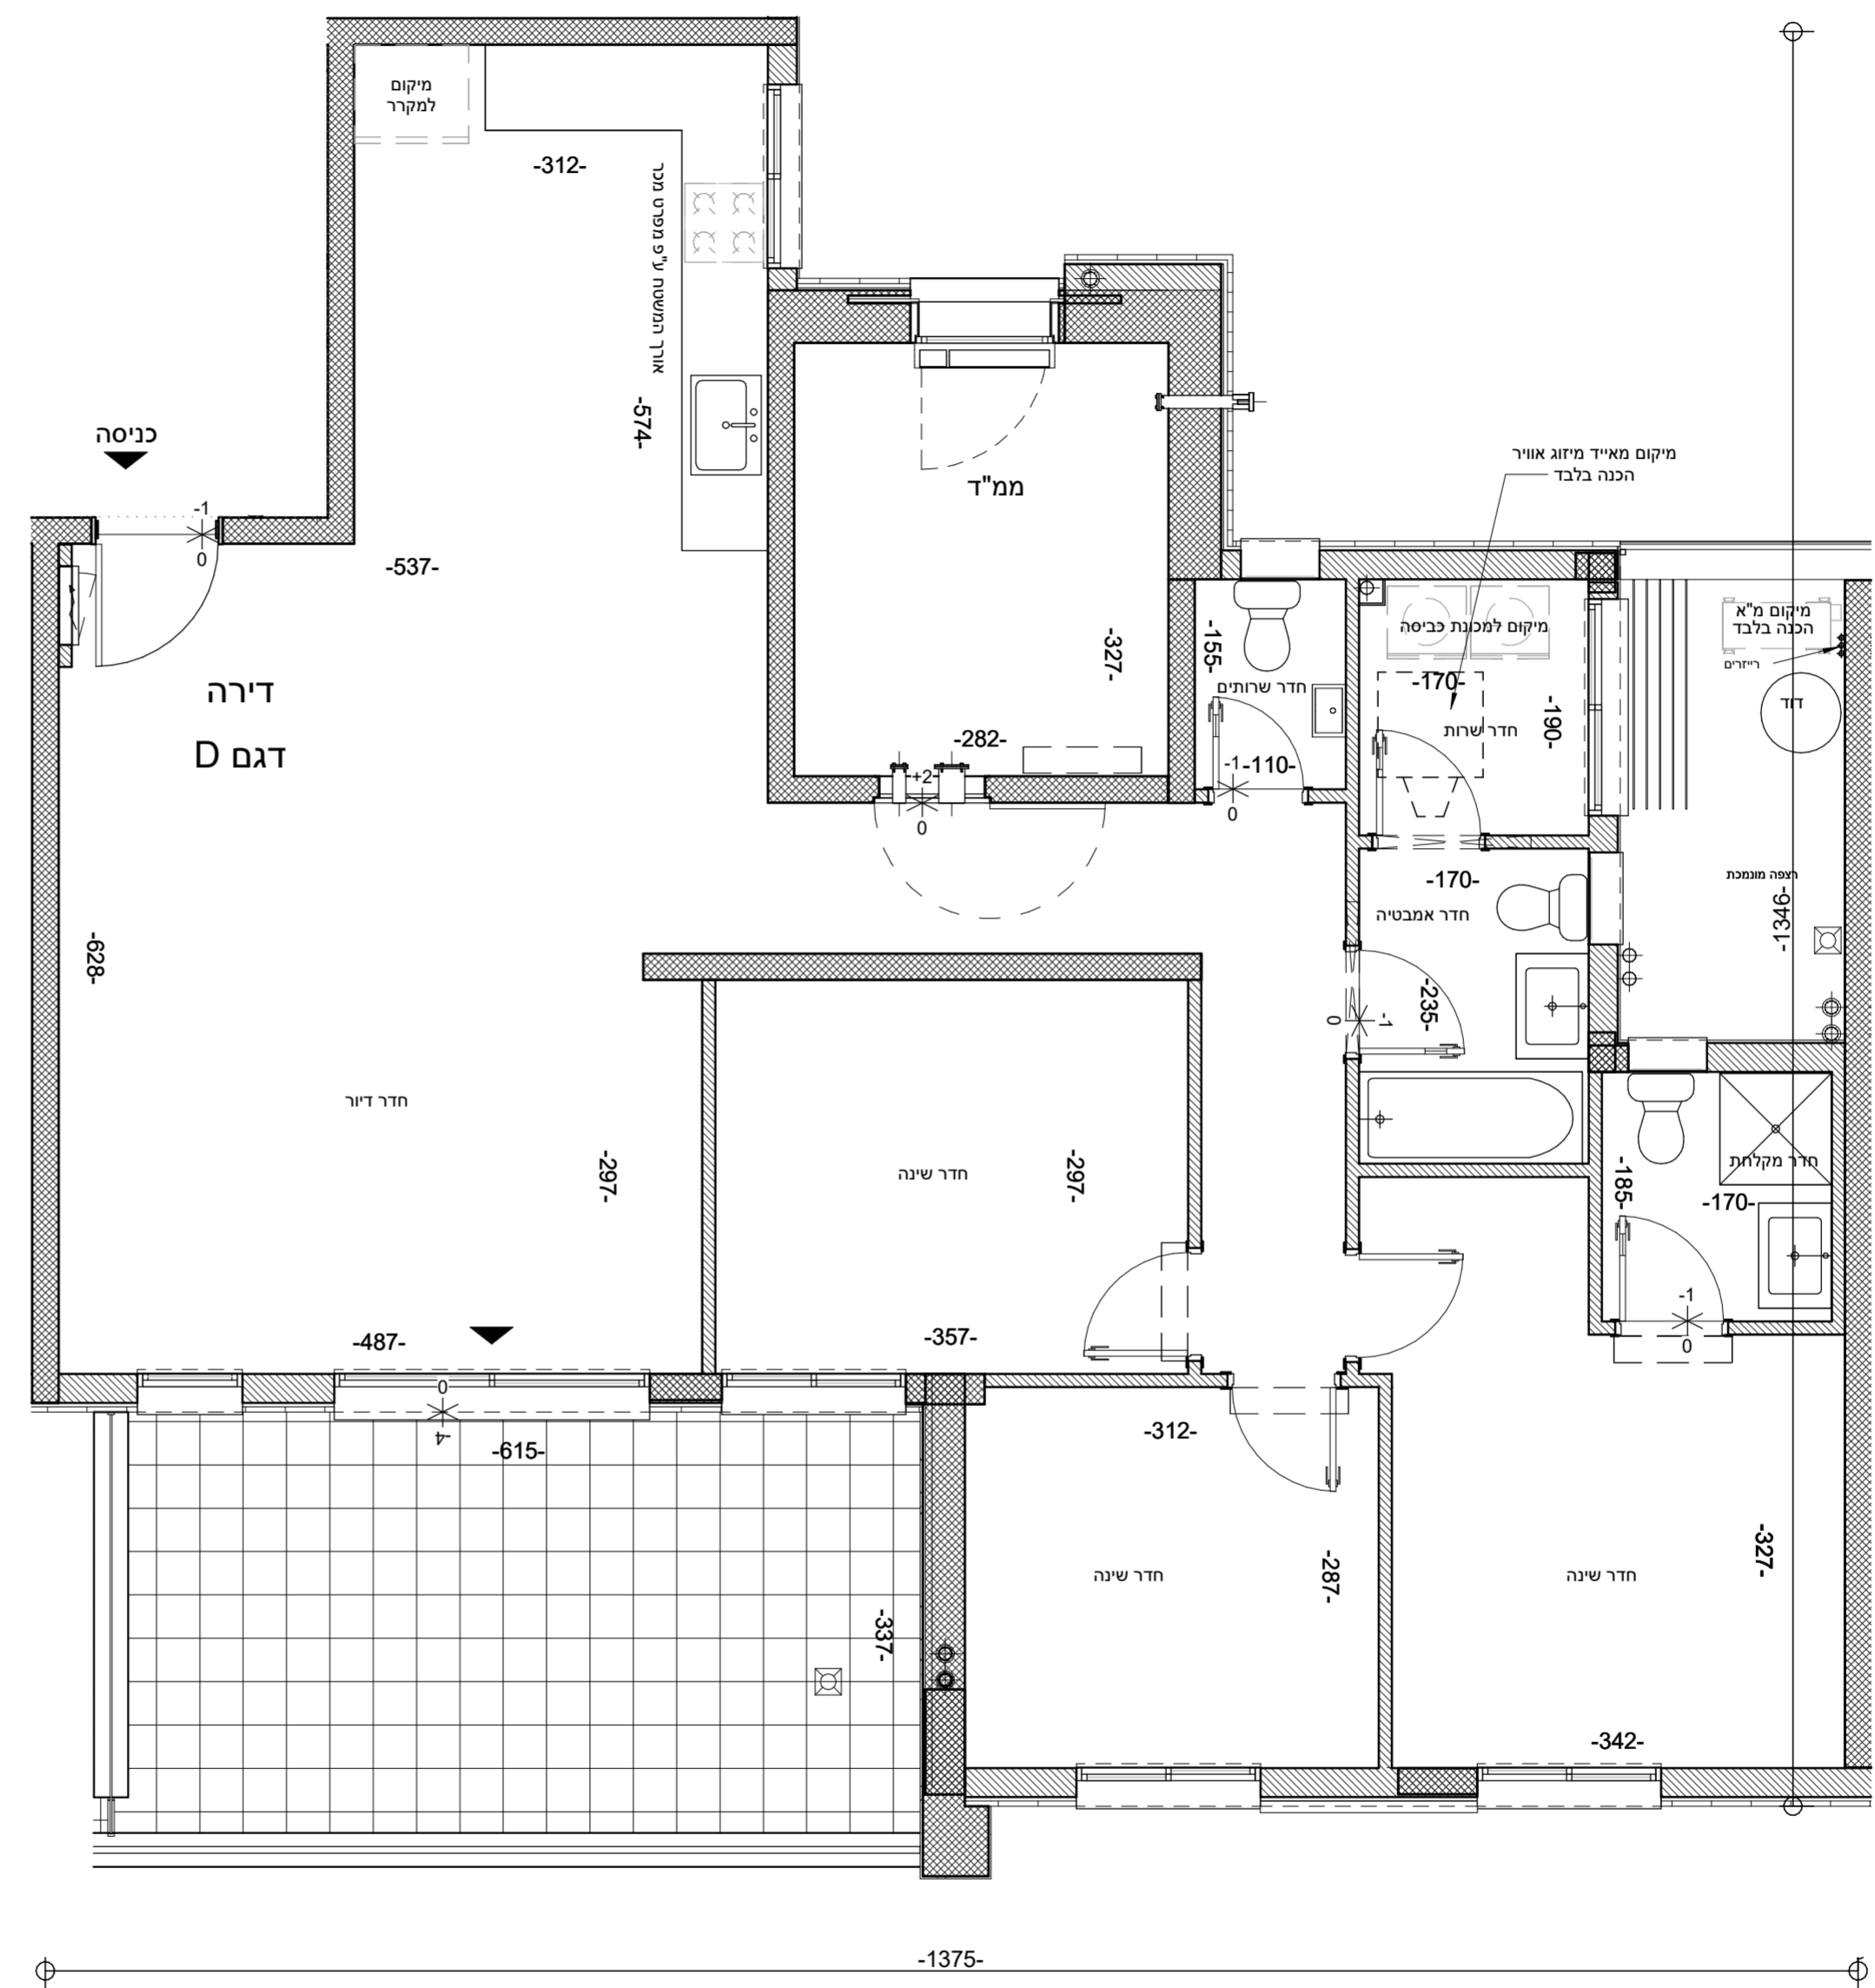 מיקום
למקרר
-312-
אורך המשטח ע"פ מפרט מכר
-574-
כניסה
-1
0
-537-
ממ"ד
מיקום מאייד מיזוג אוויר
הכנה בלבד
-327-
-282-
+2
0
-155-
חדר שרותים
-110-
-1
0
מיקום למכונת כביסה
-170-
-190-
חדר שרות
מיקום מ"א
הכנה בלבד
רייזרים
דוד
רצפה מונמכת
-1346-
דירה
דגם D
-628-
-170-
חדר אמבטיה
-235-
-1
0
חדר דיור
-297-
חדר שינה
-297-
חדר מקלחת
-185-
-170-
-1
0
-487-
-357-
0
-4
-615-
-337-
-312-
חדר שינה
-287-
חדר שינה
-327-
-342-
-1375-